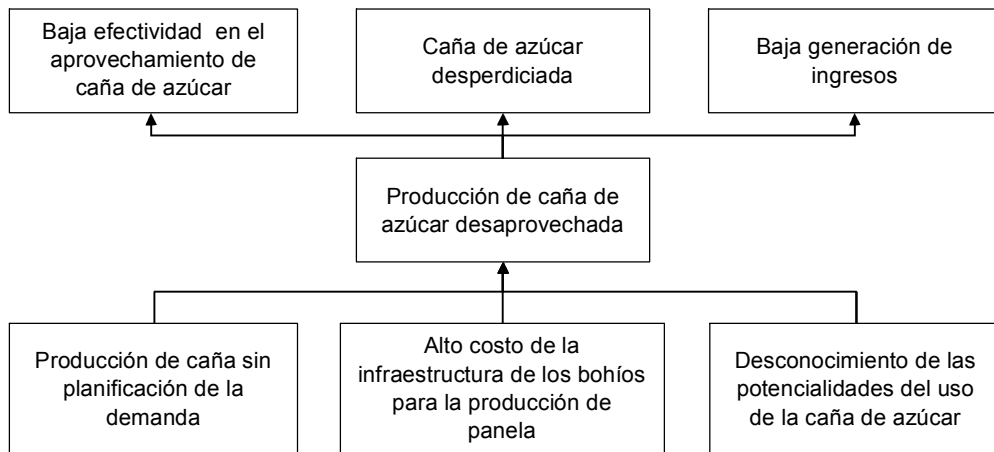 Baja efectividad en el
aprovechamiento de
caña de azúcar
Caña de azúcar
desperdiciada
Baja generación de
ingresos
Producción de caña de
azúcar desaprovechada
Producción de caña sin
planificación de la
demanda
Alto costo de la
infraestructura de los bohíos
para la producción de
panela
Desconocimiento de las
potencialidades del uso
de la caña de azúcar